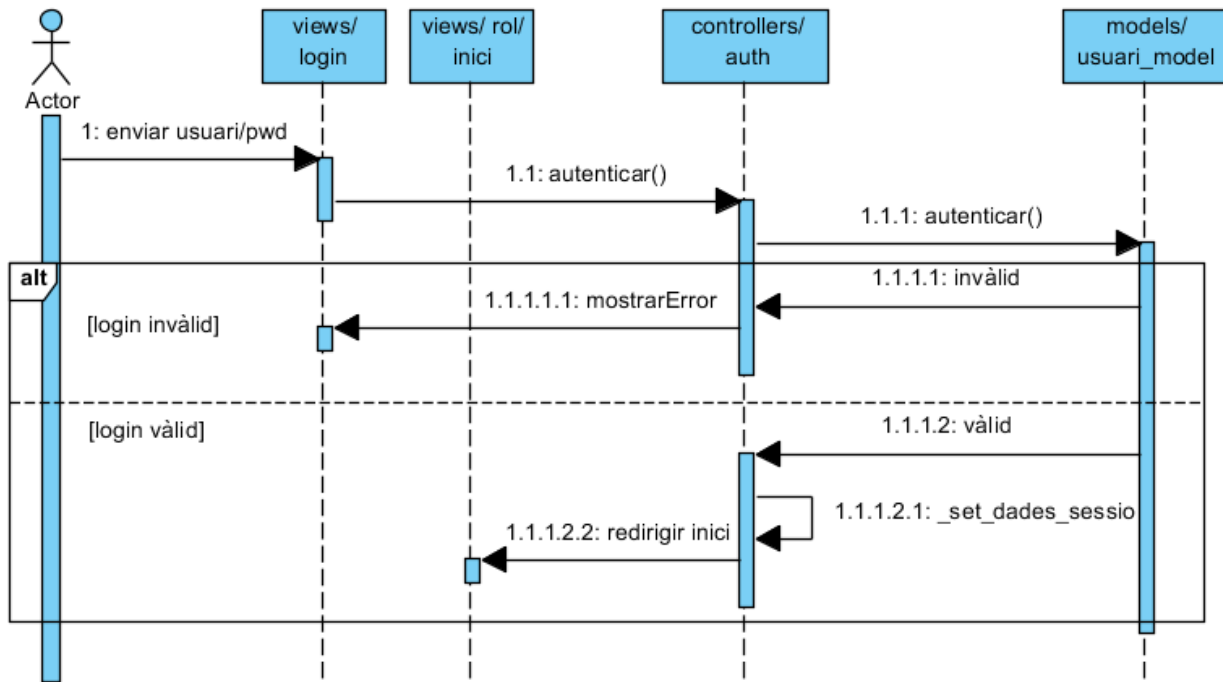 views/
login
views/ rol/
inici
controllers/
auth
models/
usuari_model
Actor
1: enviar usuari/pwd
1.1: autenticar()
1.1.1: autenticar()
alt
1.1.1.1: invàlid
1.1.1.1.1: mostrarError
[login invàlid]
[login vàlid]
1.1.1.2: vàlid
1.1.1.2.1: _set_dades_sessio
1.1.1.2.2: redirigir inici